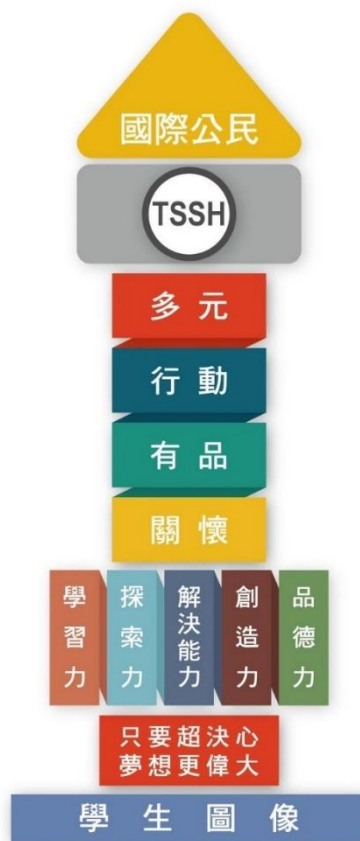 國際公民
TSSH
多元
行動
有品
關懷
學習力
探索力
解決能力
創造力
品德力
只要超決心
夢想更偉大
學生圖像